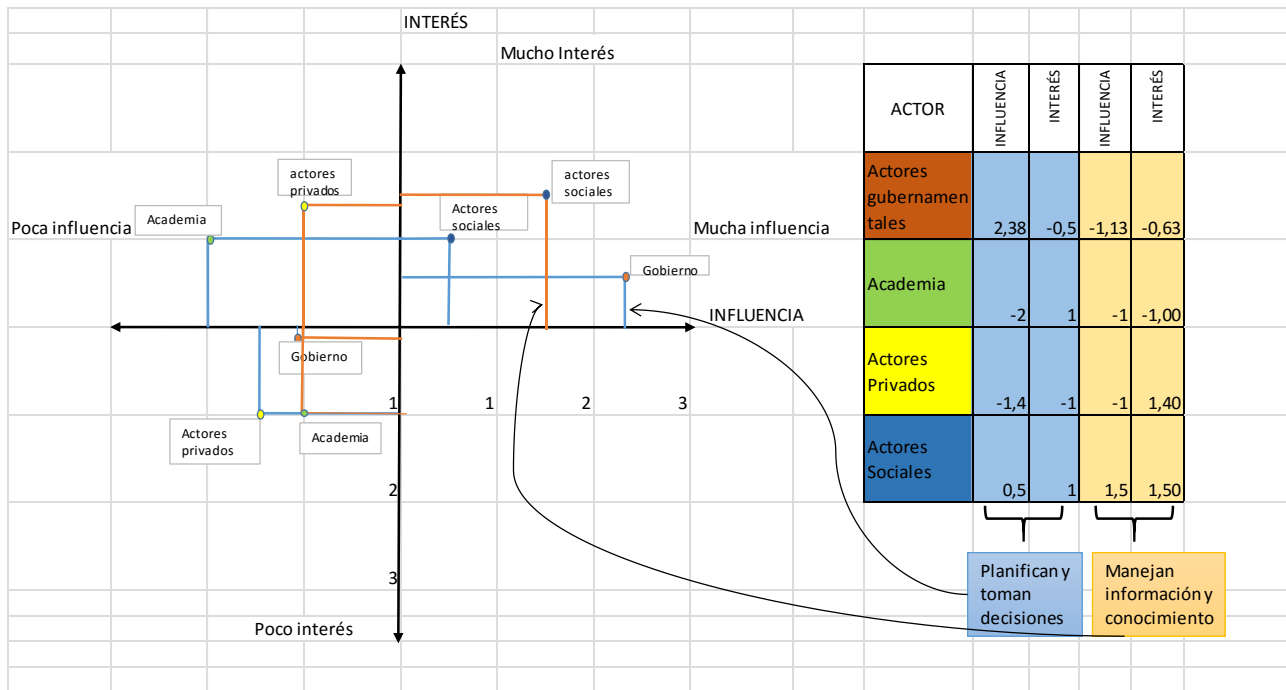 INTERÉS
Mucho Interés
actores
privados
actores
sociales
Academia
Actores
sociales
Poca influencia
Mucha influencia
Gobierno
INFLUENCIA
Gobierno
1
1
2
3
Actores
privados
Academia
2
3
Poco interés
ACTOR
INFLUENCIA
INTERÉS
INFLUENCIA
INTERÉS
Actores
gubernamen
tales
2,38
-0,5
-1,13
-0,63
Academia
-2
1
-1
-1,00
Actores
Privados
-1,4
-1
-1
1,40
Actores
Sociales
0,5
1
1,5
1,50
Planifican y
toman
decisiones
Manejan
información y
conocimiento